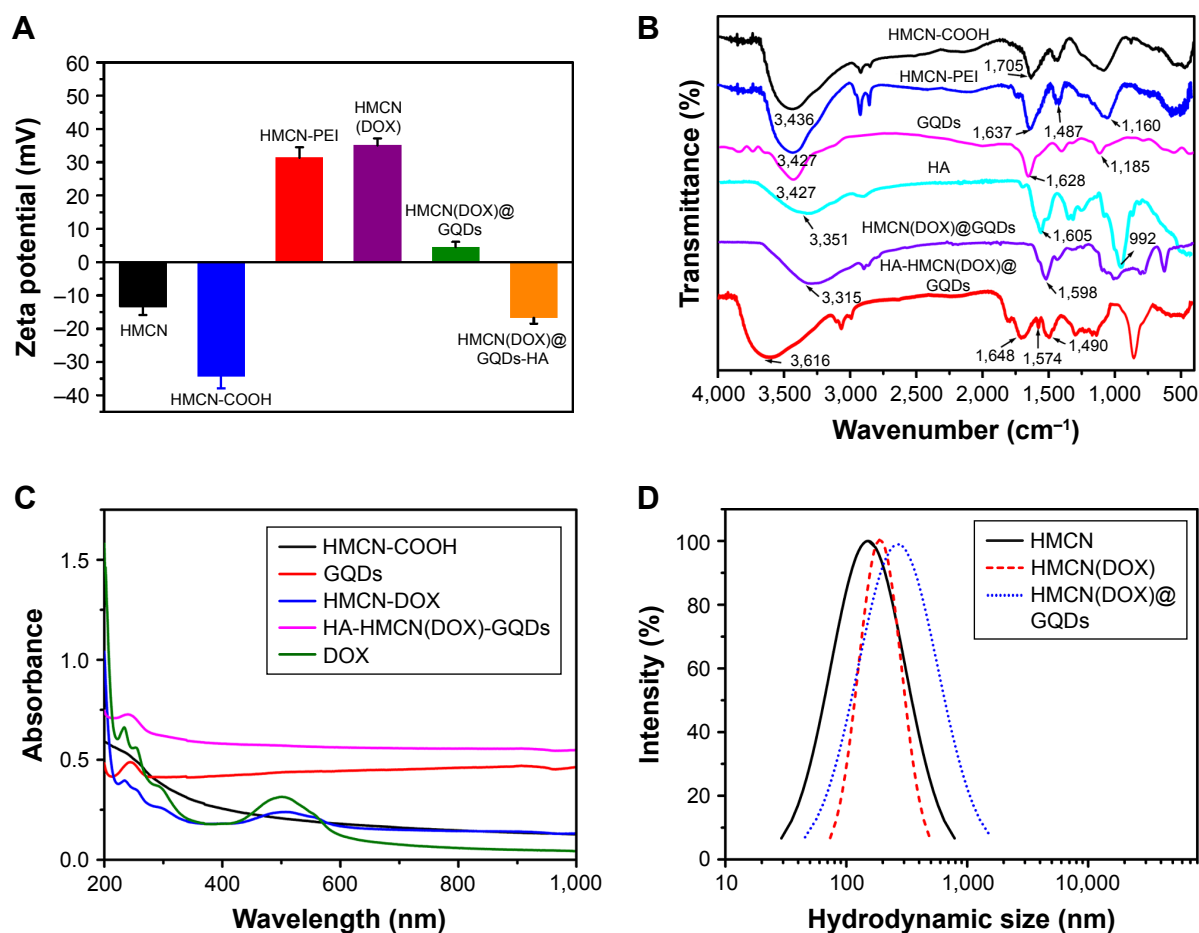 A
Zeta potential (mV)
60
50
40
30
20
10
0
–10
–20
–30
–40
HMCN
HMCN-COOH
HMCN-PEI
HMCN
(DOX)
HMCN(DOX)@
GQDs
HMCN(DOX)@
GQDs-HA
B
Transmittance (%)
HMCN-COOH
1,705
HMCN-PEI
3,436
1,637
1,487
1,160
GQDs
3,427
1,628
1,185
HA
3,427
3,351
1,605
992
HMCN(DOX)@GQDs
3,315
1,598
HA-HMCN(DOX)@
GQDs
3,616
1,648
1,574
1,490
4,000
3,500
3,000
2,500
2,000
1,500
1,000
500
Wavenumber (cm⁻¹)
C
Absorbance
1.5
1.0
0.5
0.0
HMCN-COOH
GQDs
HMCN-DOX
HA-HMCN(DOX)-GQDs
DOX
200
400
600
800
1,000
Wavelength (nm)
D
Intensity (%)
100
80
60
40
20
0
HMCN
HMCN(DOX)
HMCN(DOX)@
GQDs
10
100
1,000
10,000
Hydrodynamic size (nm)